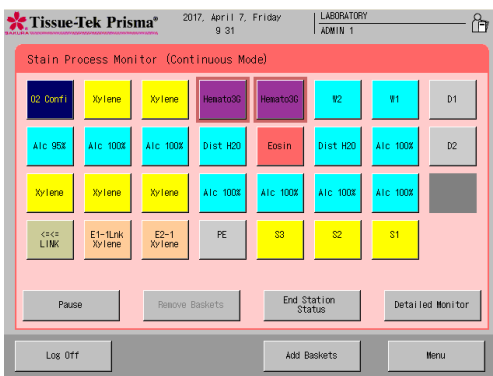 Tissue-Tek Prisma®
SAKURA
2017, April 7, Friday
9 31
LABORATORY
ADMIN 1
Stain Process Monitor (Continuous Mode)
02 Confi
Xylene
Xylene
Hemato3G
Hemato3G
W2
W1
D1
Alc 95%
Alc 100%
Alc 100%
Dist H2O
Eosin
Dist H2O
Alc 100%
D2
Xylene
Xylene
Xylene
Alc 100%
Alc 100%
Alc 100%
Alc 100%
<=<=
LINK
E1-1Lnk
Xylene
E2-1
Xylene
PE
S3
S2
S1
Pause
Remove Baskets
End Station
Status
Detailed Monitor
Log Off
Add Baskets
Menu